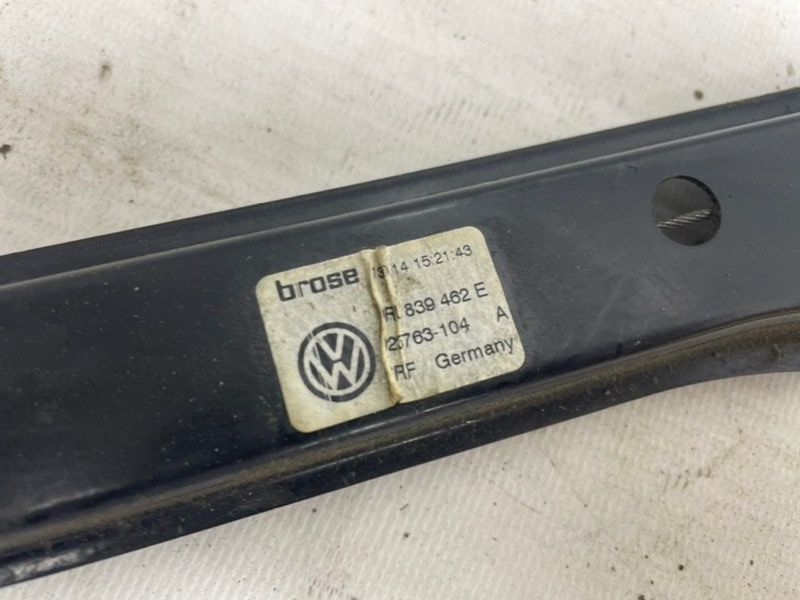 brose 14 15:21:43
839 462 E
763-104 A
RF Germany